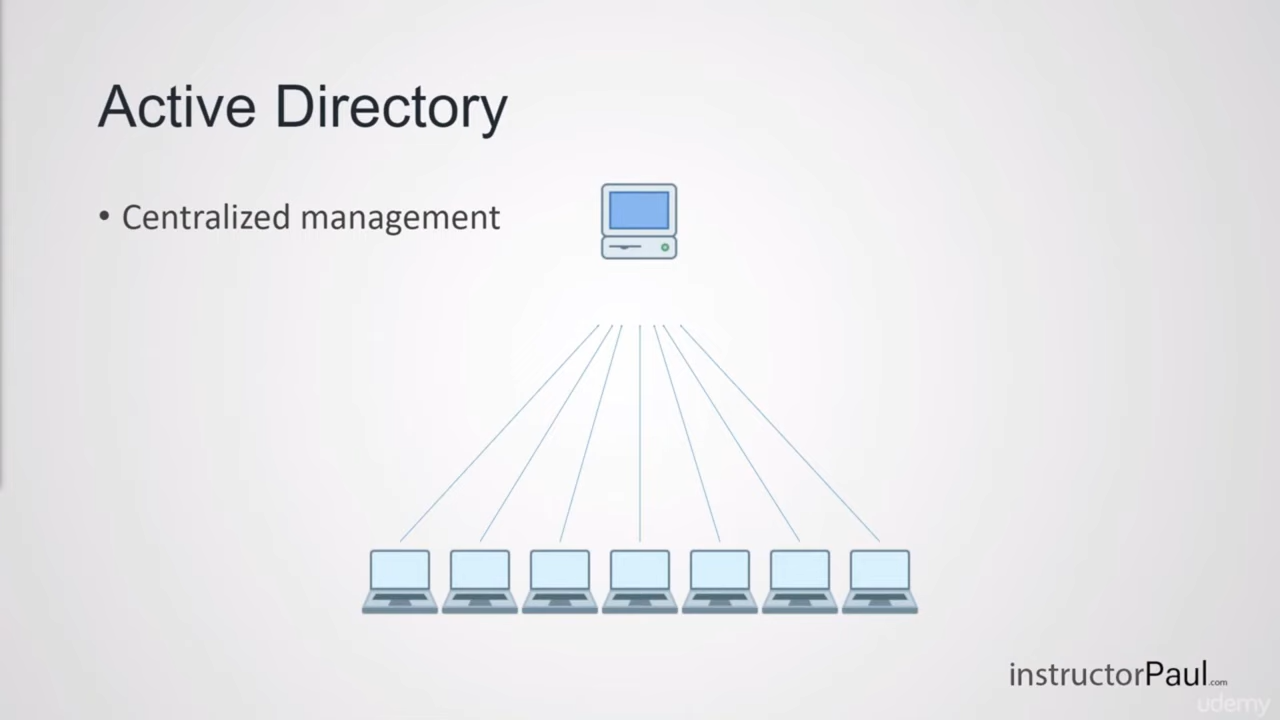 Active Directory
• Centralized management
instructorPaul.com
udemy